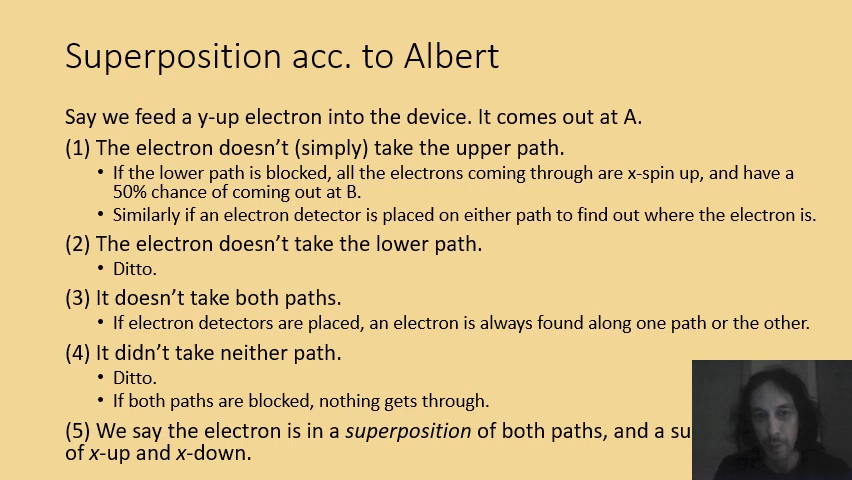 Superposition acc. to Albert
Say we feed a y-up electron into the device. It comes out at A.
(1) The electron doesn't (simply) take the upper path.
• If the lower path is blocked, all the electrons coming through are x-spin up, and have a
50% chance of coming out at B.
• Similarly if an electron detector is placed on either path to find out where the electron is.
(2) The electron doesn't take the lower path.
• Ditto.
(3) It doesn't take both paths.
• If electron detectors are placed, an electron is always found along one path or the other.
(4) It didn't take neither path.
• Ditto.
• If both paths are blocked, nothing gets through.
(5) We say the electron is in a superposition of both paths, and a su
of x-up and x-down.